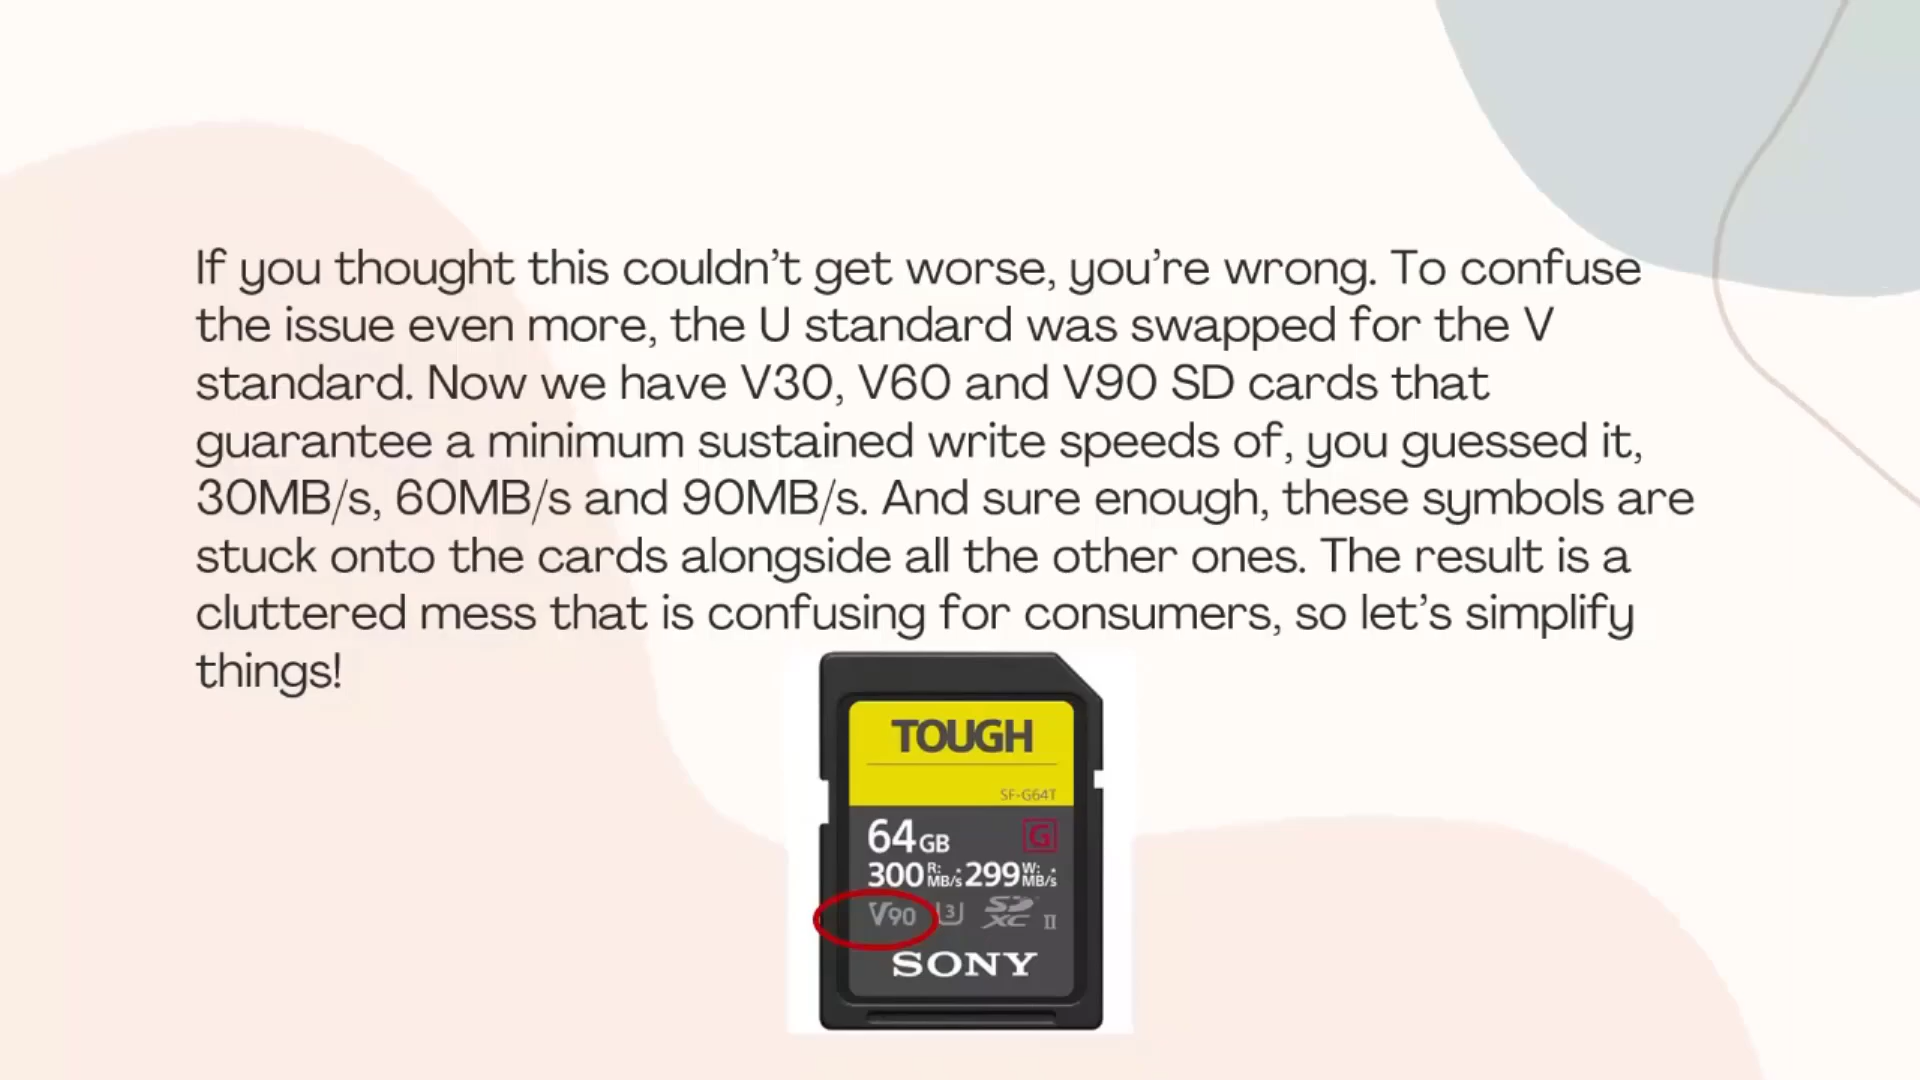 If you thought this couldn't get worse, you're wrong. To confuse
the issue even more, the U standard was swapped for the V
standard. Now we have V30, V60 and V90 SD cards that
guarantee a minimum sustained write speeds of, you guessed it,
30MB/s, 60MB/s and 90MB/s. And sure enough, these symbols are
stuck onto the cards alongside all the other ones. The result is a
cluttered mess that is confusing for consumers, so let's simplify
things!
TOUGH
SF-G64T
64GB G
300 R: MB/s* 299 W: MB/s*
V90 3 SD XC II
SONY